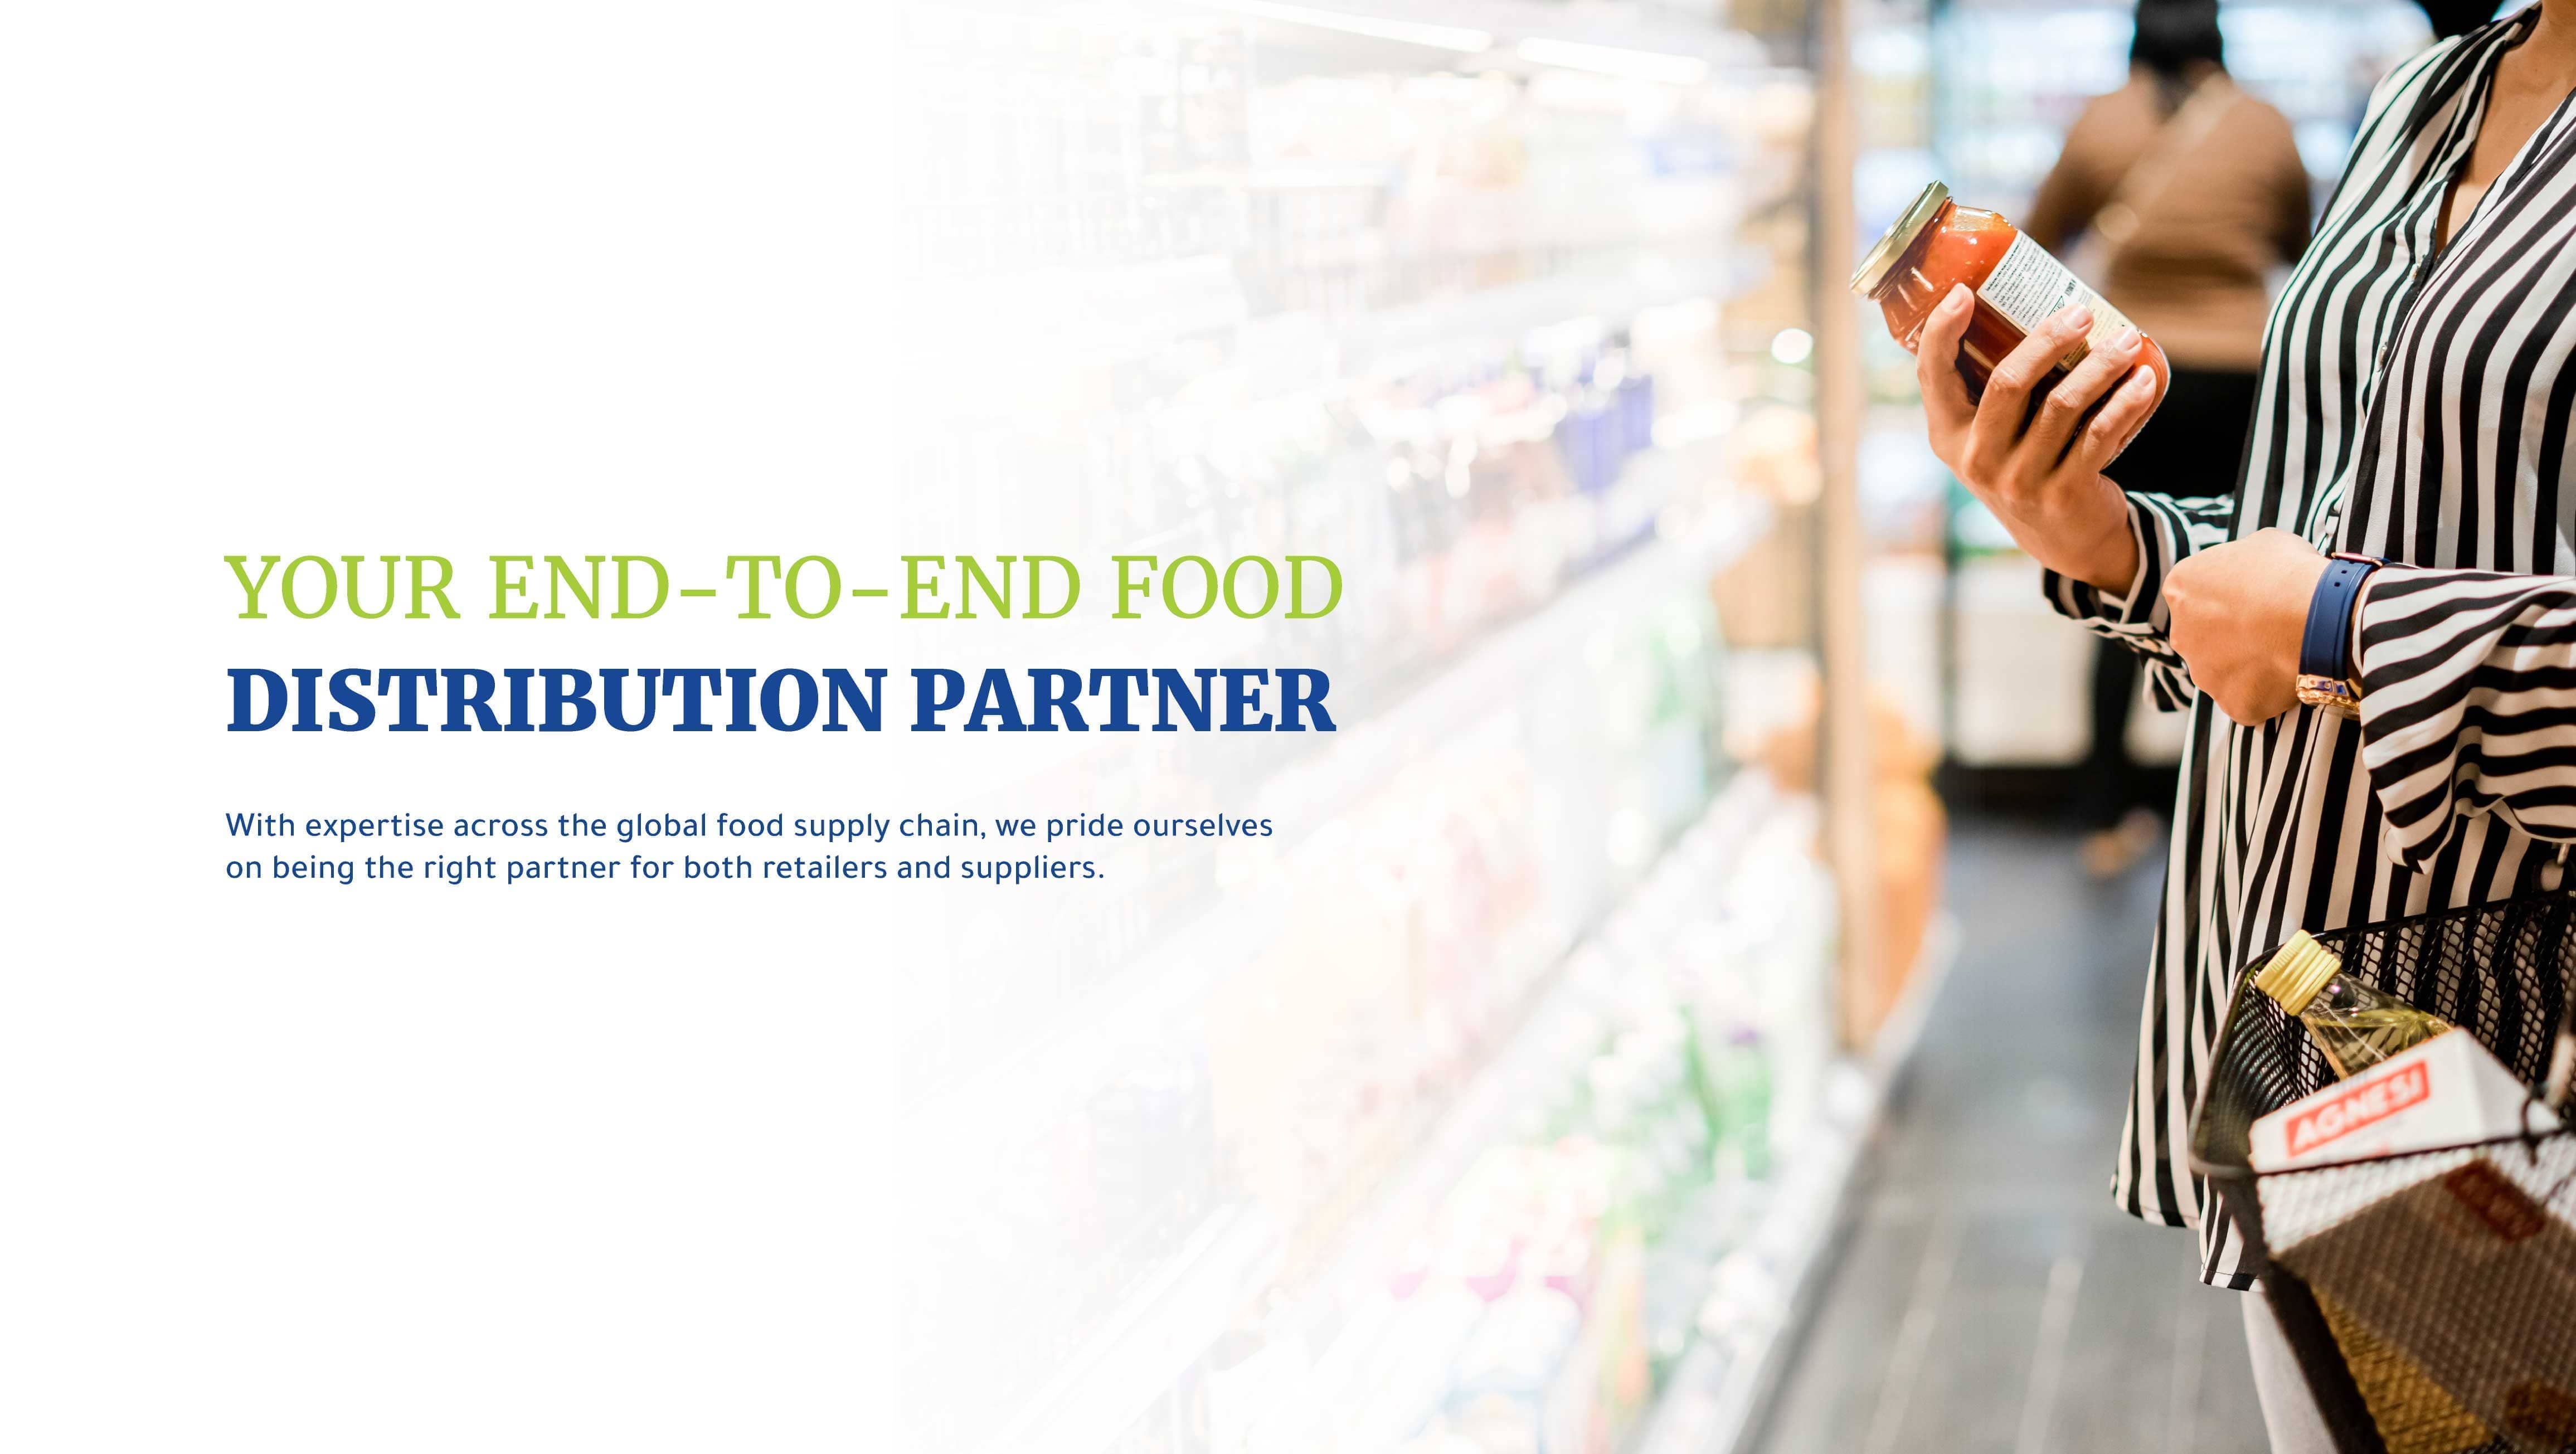 YOUR END-TO-END FOOD
DISTRIBUTION PARTNER
With expertise across the global food supply chain, we pride ourselves
on being the right partner for both retailers and suppliers.
AGNESI